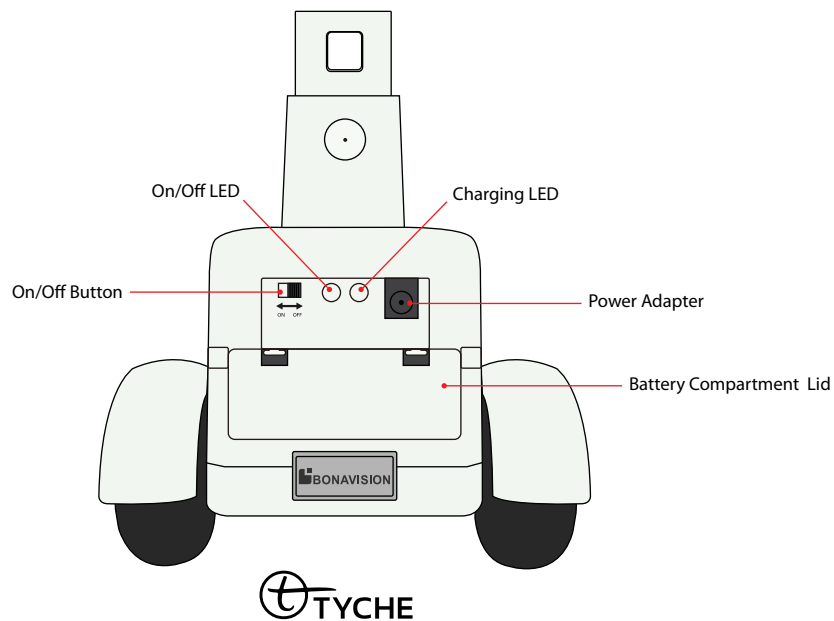 On/Off LED
Charging LED
On/Off Button
ON OFF
Power Adapter
Battery Compartment Lid
BONAVISION
TYCHE